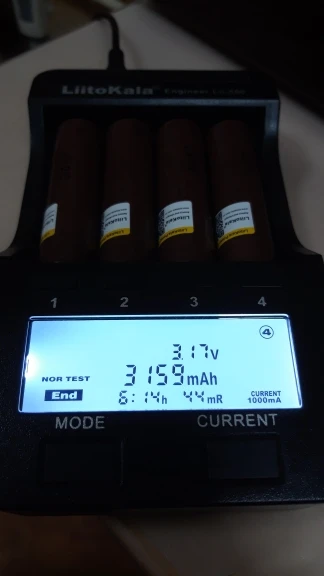 LiitoKala Engineer
1 2 3 4
④
3.17v
3159mAh
NOR TEST
End
6:14h 44mR
CURRENT
1000mA
MODE CURRENT